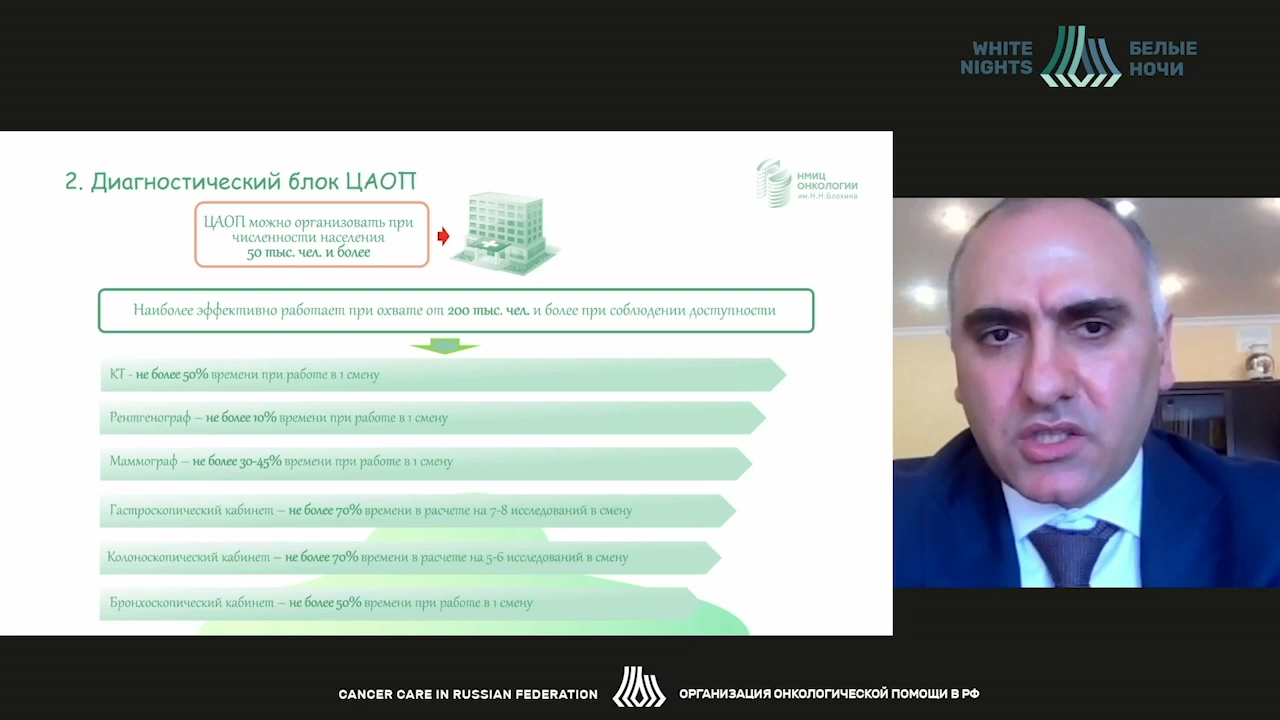 WHITE
NIGHTS
БЕЛЫЕ
НОЧИ
2. Диагностический блок ЦАОП
НМИЦ
ОНКОЛОГИИ
им.Н.Н.Блохина
ЦАОП можно организовать при
численности населения
50 тыс. чел. и более
Наиболее эффективно работает при охвате от 200 тыс. чел. и более при соблюдении доступности
КТ - не более 50% времени при работе в 1 смену
Рентгенограф – не более 10% времени при работе в 1 смену
Маммограф – не более 30-45% времени при работе в 1 смену
Гастроскопический кабинет – не более 70% времени в расчете на 7-8 исследований в смену
Колоноскопический кабинет – не более 70% времени в расчете на 5-6 исследований в смену
Бронхоскопический кабинет – не более 50% времени при работе в 1 смену
CANCER CARE IN RUSSIAN FEDERATION
ОРГАНИЗАЦИЯ ОНКОЛОГИЧЕСКОЙ ПОМОЩИ В РФ